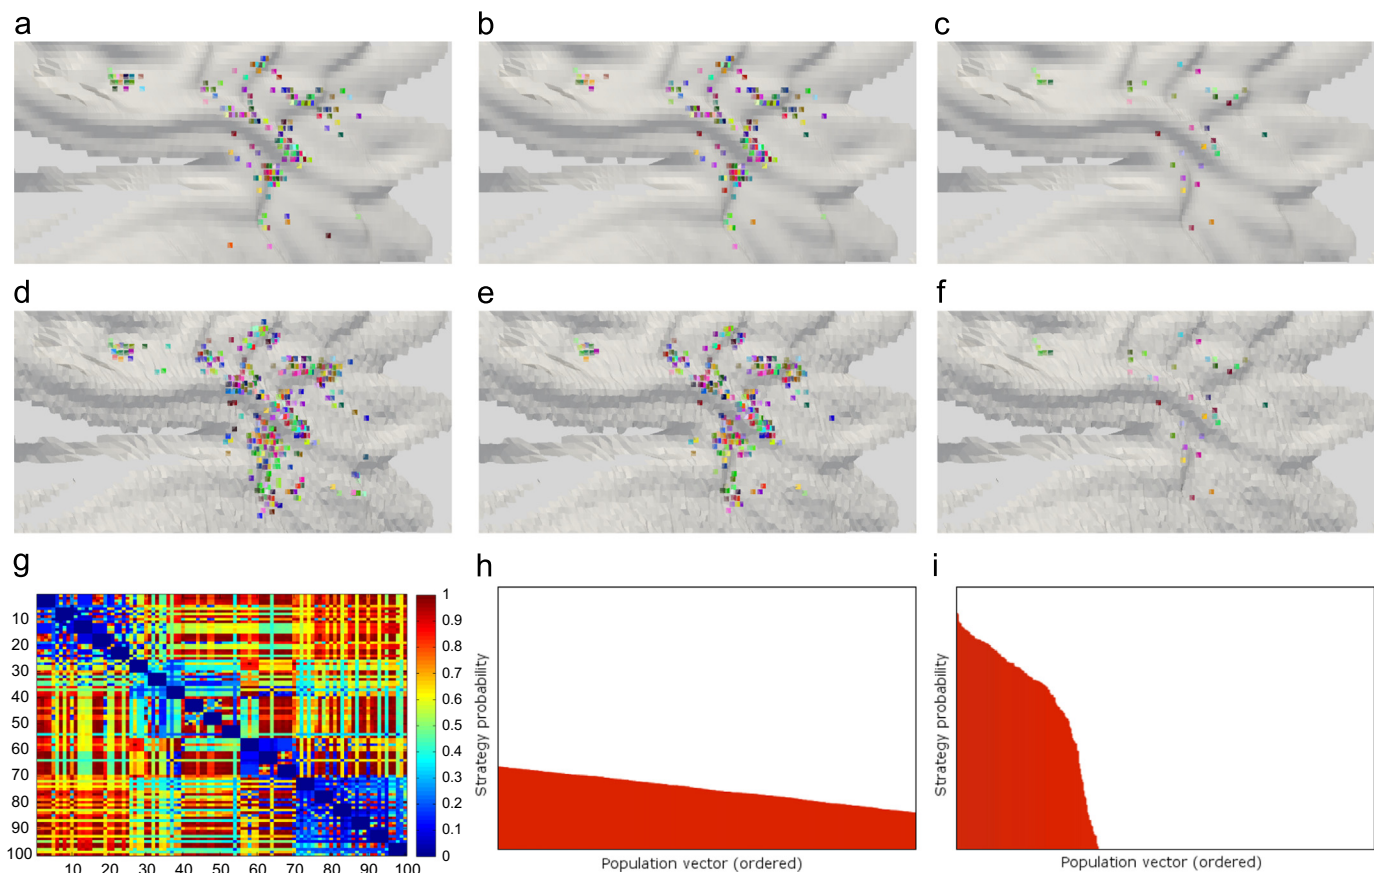 a
b
c
d
e
f
g
h
i
10
20
30
40
50
60
70
80
90
100
10 20 30 40 50 60 70 80 90 100
1
0.9
0.8
0.7
0.6
0.5
0.4
0.3
0.2
0.1
0
Strategy probability
Population vector (ordered)
Strategy probability
Population vector (ordered)